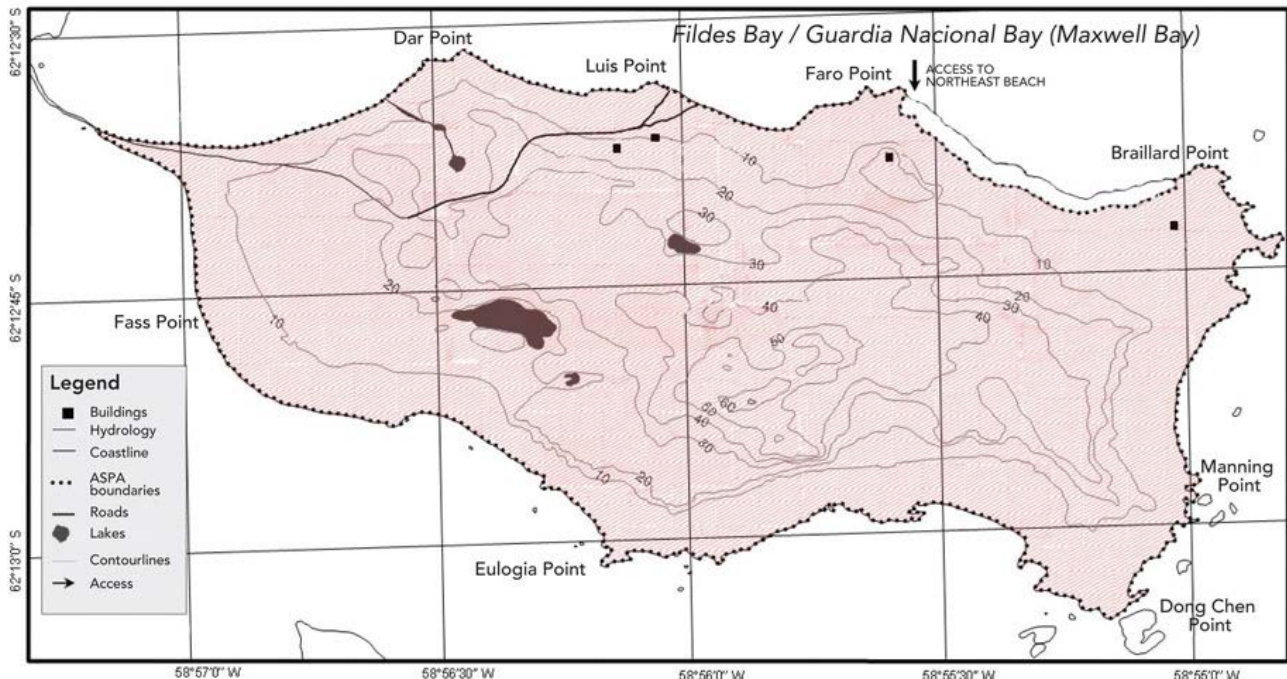 Fildes Bay / Guardia Nacional Bay (Maxwell Bay)
62°12'30" S
Dar Point
Luis Point
Faro Point
ACCESS TO
NORTHEAST BEACH
Braillard Point
10
20
30
30
10
20
30
40
40
20
10
62°12'45" S
Fass Point
50
50
60
40
30
10
20
Legend
Buildings
Hydrology
Coastline
ASPA
boundaries
Roads
Lakes
Contourlines
Access
Manning
Point
62°13'0" S
Eulogia Point
Dong Chen
Point
58°57'0" W
58°56'30" W
58°56'0" W
58°55'30" W
58°55'0" W